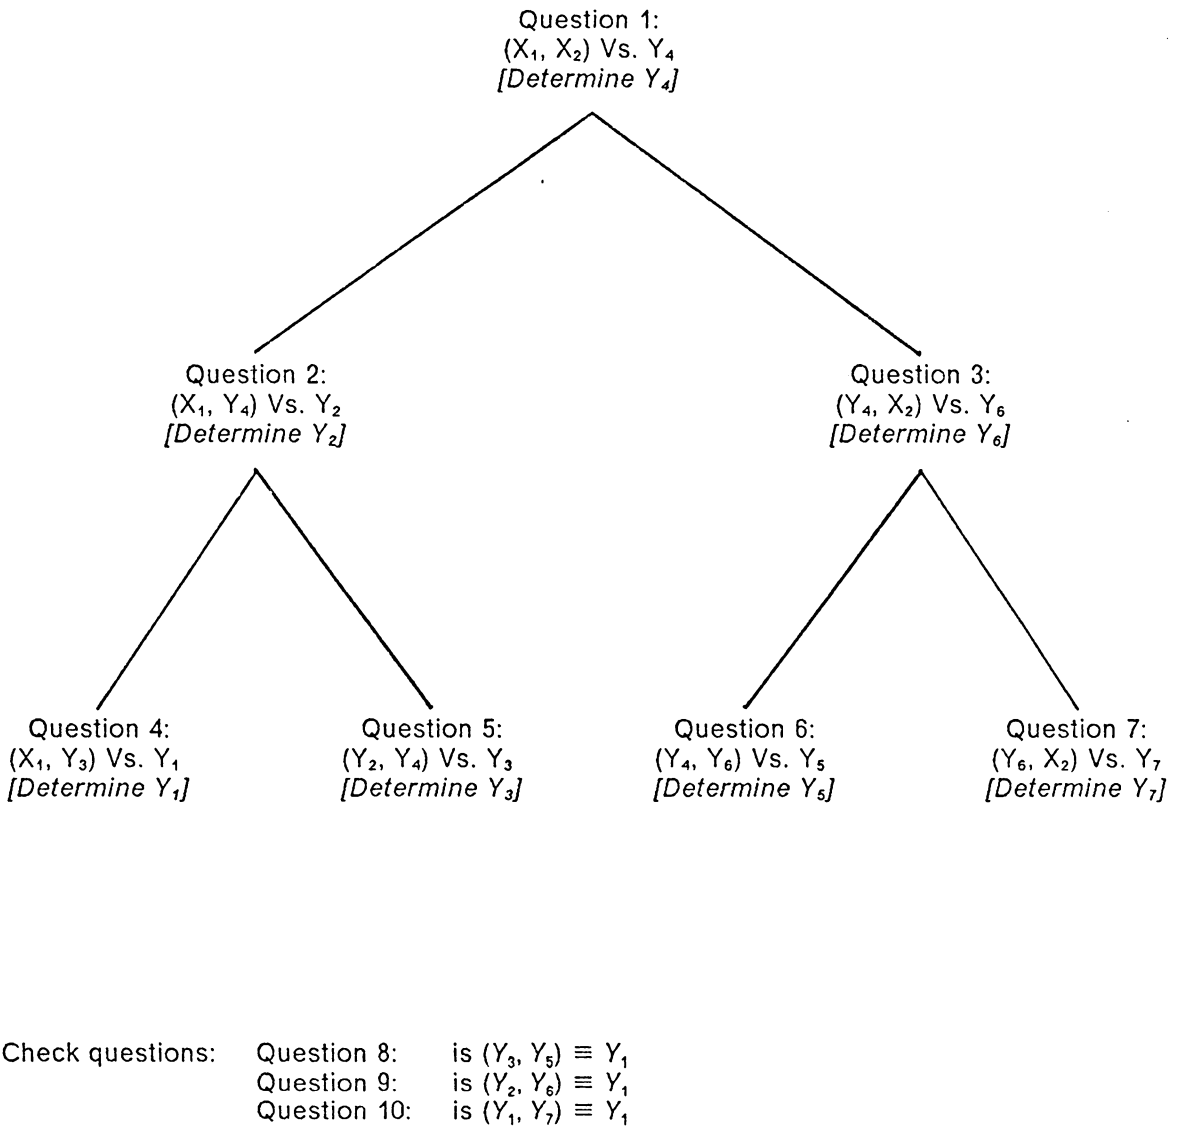 Question 1:
(X₁, X₂) Vs. Y₄
[Determine Y₄]
Question 2:
(X₁, Y₄) Vs. Y₂
[Determine Y₂]
Question 3:
(Y₄, X₂) Vs. Y₆
[Determine Y₆]
Question 4:
(X₁, Y₃) Vs. Y₁
[Determine Y₁]
Question 5:
(Y₂, Y₄) Vs. Y₃
[Determine Y₃]
Question 6:
(Y₄, Y₆) Vs. Y₅
[Determine Y₅]
Question 7:
(Y₆, X₂) Vs. Y₇
[Determine Y₇]
Check questions: Question 8: is (Y₃, Y₅) ≡ Y₁
Question 9: is (Y₂, Y₆) ≡ Y₁
Question 10: is (Y₁, Y₇) ≡ Y₁